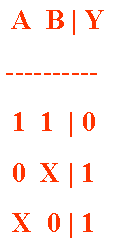 A B | Y
----------
1 1 | 0
0 X | 1
X 0 | 1